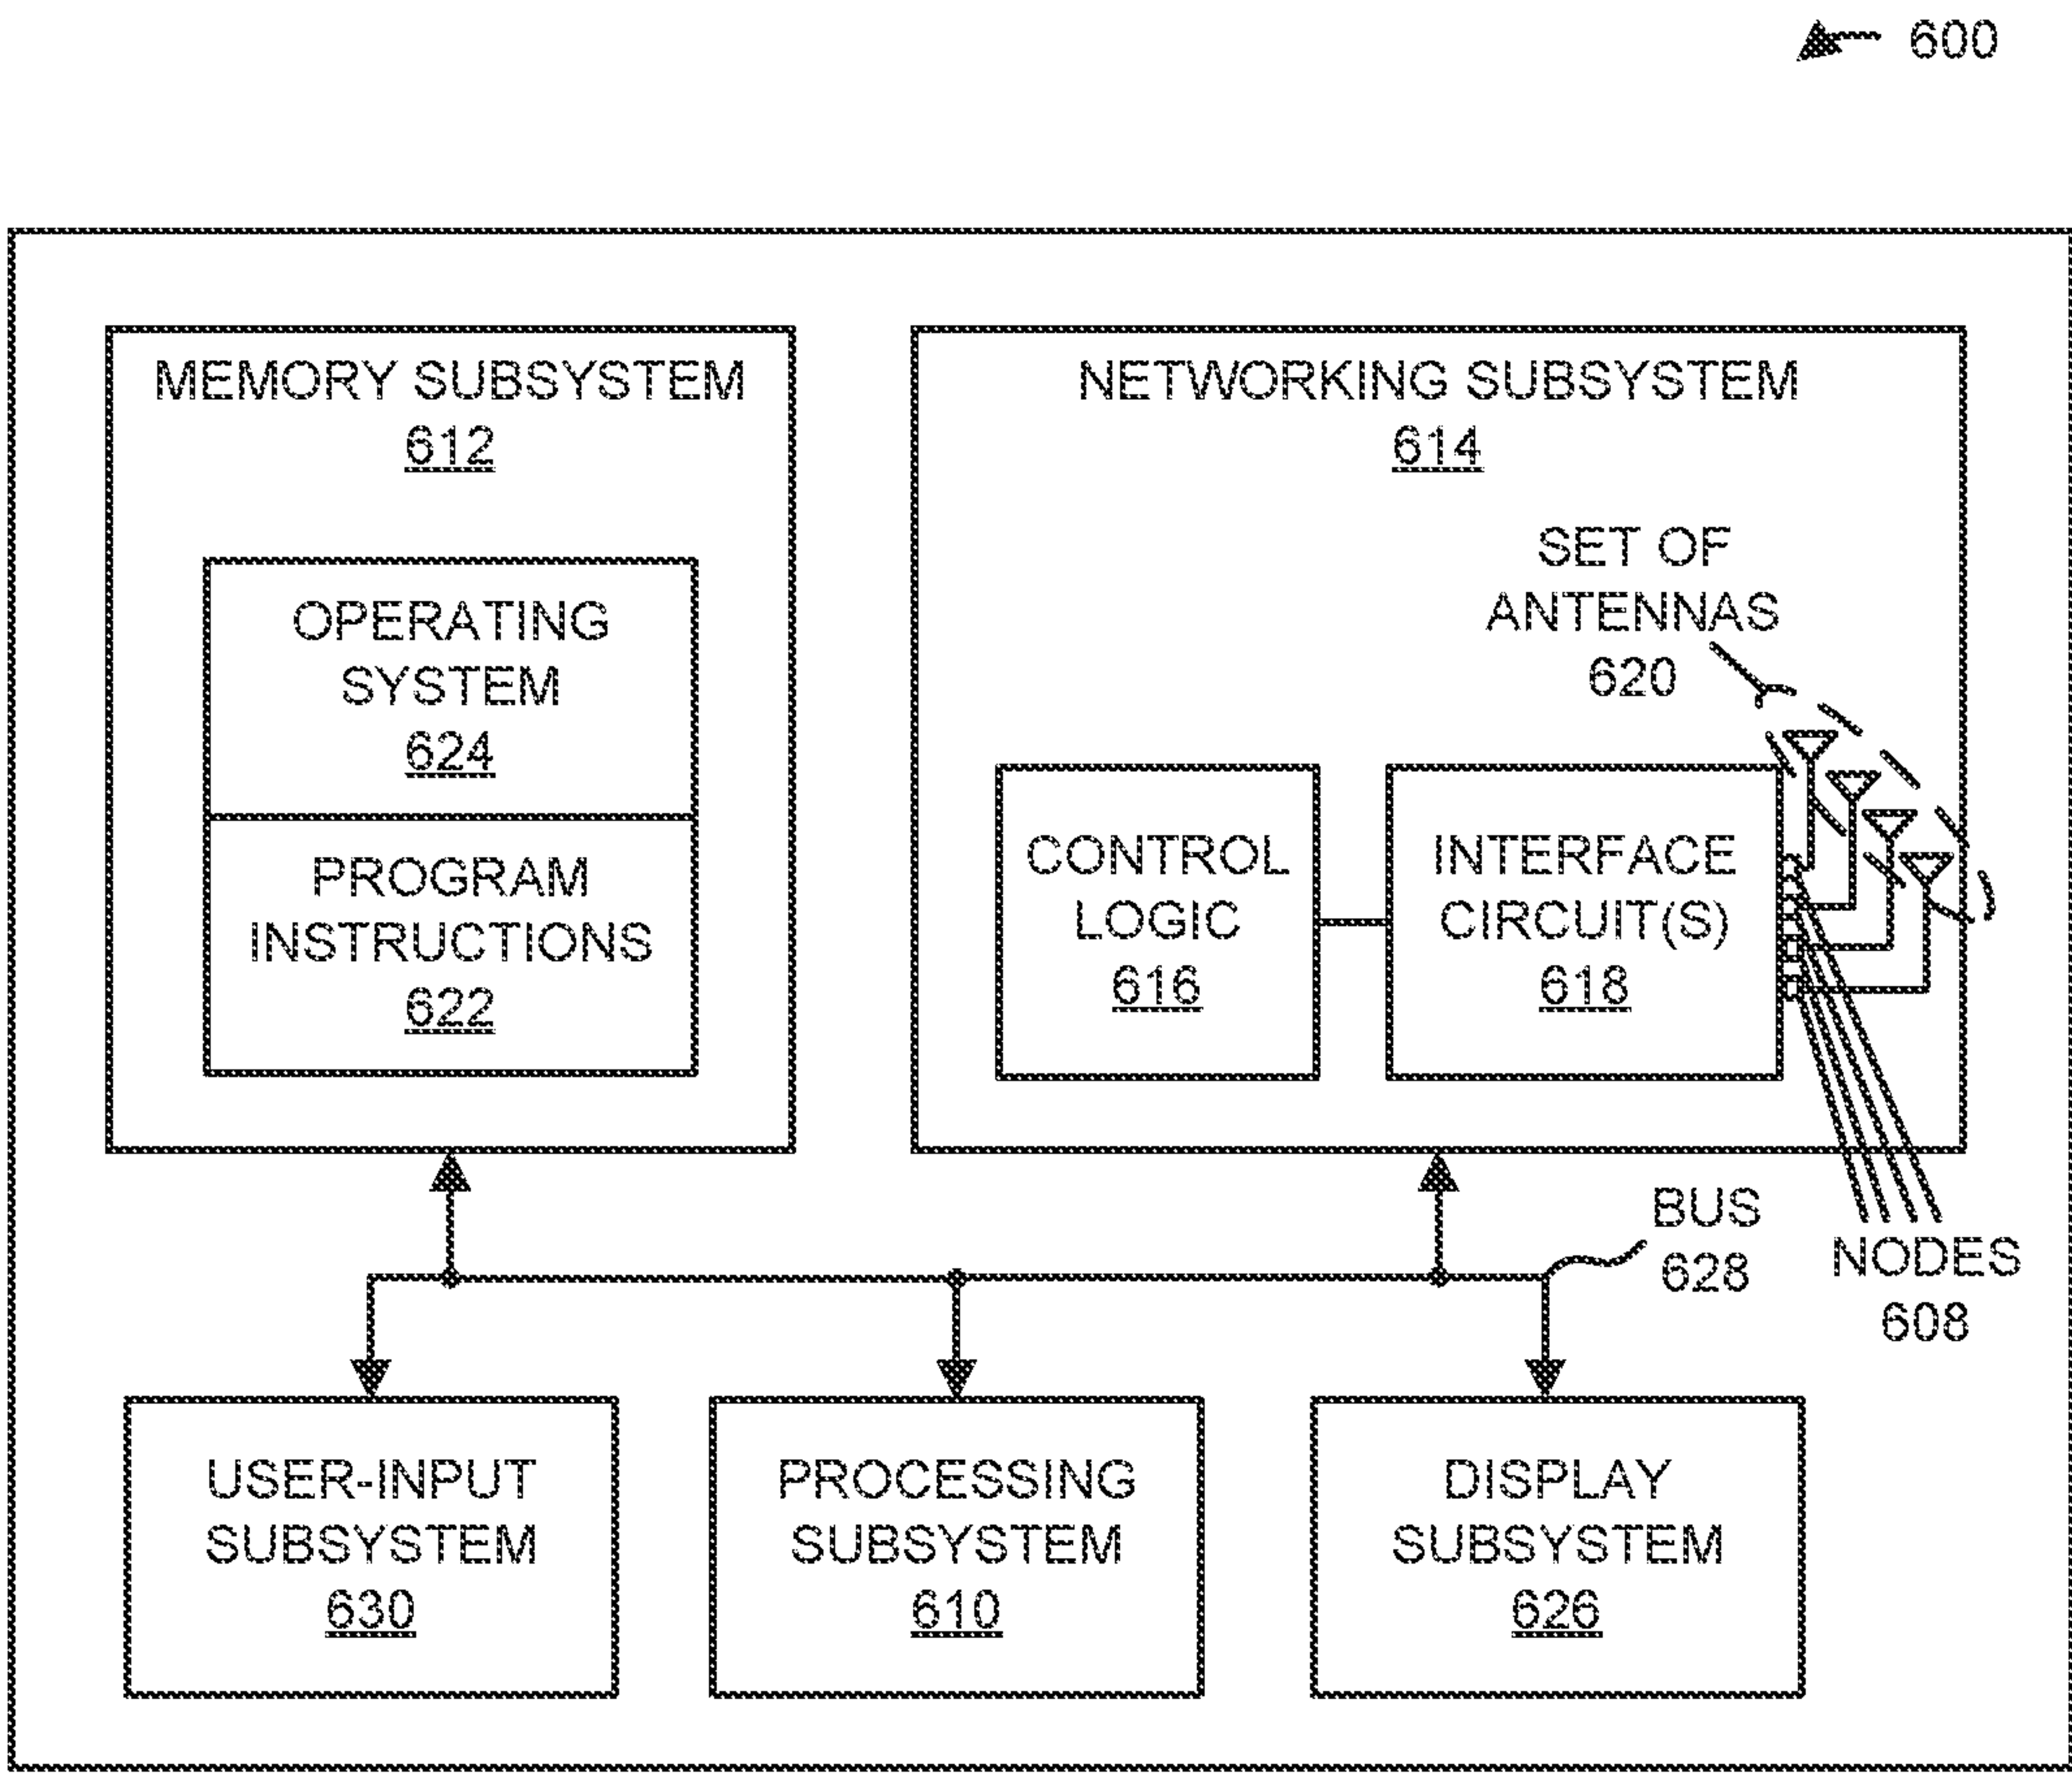 600
MEMORY SUBSYSTEM
612
OPERATING
SYSTEM
624
PROGRAM
INSTRUCTIONS
622
NETWORKING SUBSYSTEM
614
SET OF
ANTENNAS
620
CONTROL
LOGIC
616
INTERFACE
CIRCUIT(S)
618
BUS
628
NODES
608
USER-INPUT
SUBSYSTEM
630
PROCESSING
SUBSYSTEM
610
DISPLAY
SUBSYSTEM
626